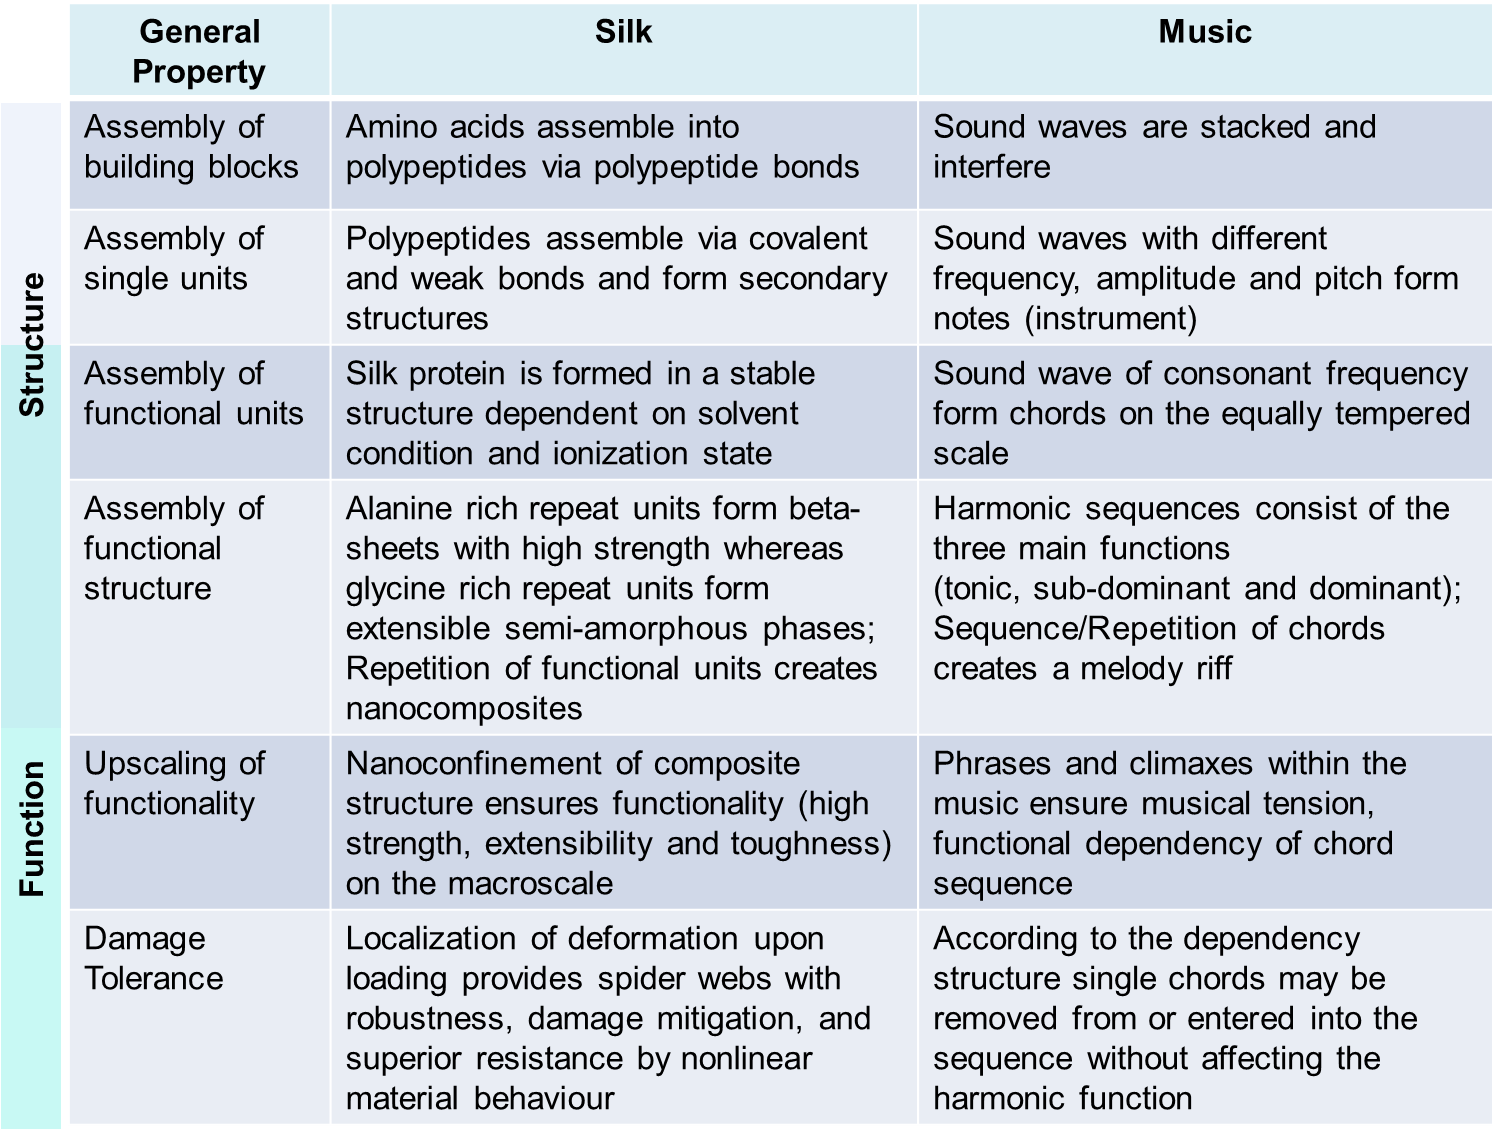 General
Property
Silk
Music
Structure
Assembly of
building blocks
Amino acids assemble into
polypeptides via polypeptide bonds
Sound waves are stacked and
interfere
Assembly of
single units
Polypeptides assemble via covalent
and weak bonds and form secondary
structures
Sound waves with different
frequency, amplitude and pitch form
notes (instrument)
Assembly of
functional units
Silk protein is formed in a stable
structure dependent on solvent
condition and ionization state
Sound wave of consonant frequency
form chords on the equally tempered
scale
Assembly of
functional
structure
Alanine rich repeat units form beta-
sheets with high strength whereas
glycine rich repeat units form
extensible semi-amorphous phases;
Repetition of functional units creates
nanocomposites
Harmonic sequences consist of the
three main functions
(tonic, sub-dominant and dominant);
Sequence/Repetition of chords
creates a melody riff
Function
Upscaling of
functionality
Nanoconfinement of composite
structure ensures functionality (high
strength, extensibility and toughness)
on the macroscale
Phrases and climaxes within the
music ensure musical tension,
functional dependency of chord
sequence
Damage
Tolerance
Localization of deformation upon
loading provides spider webs with
robustness, damage mitigation, and
superior resistance by nonlinear
material behaviour
According to the dependency
structure single chords may be
removed from or entered into the
sequence without affecting the
harmonic function